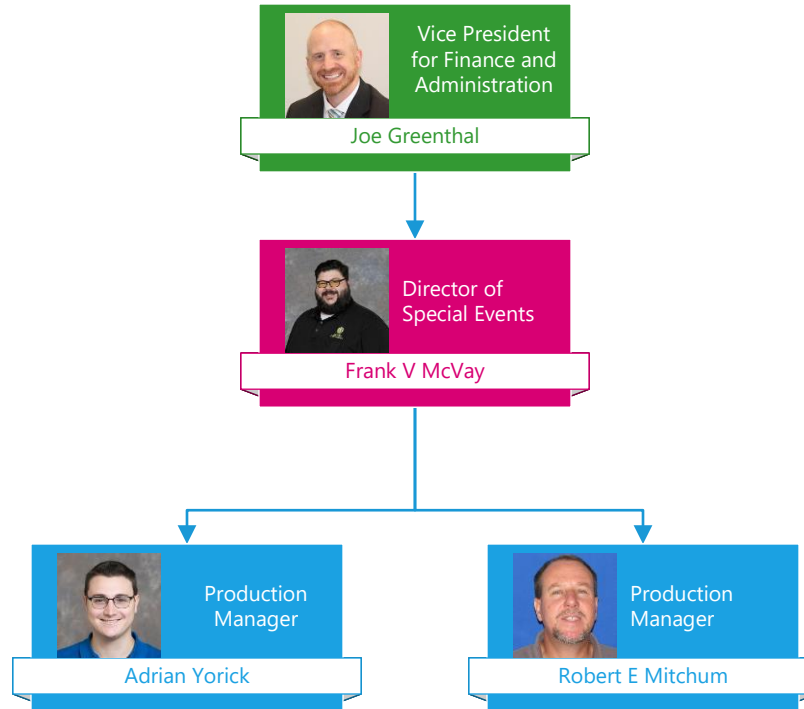 Vice President
for Finance and
Administration
Joe Greenthal
Director of
Special Events
Frank V McVay
Production
Manager
Adrian Yorick
Production
Manager
Robert E Mitchum